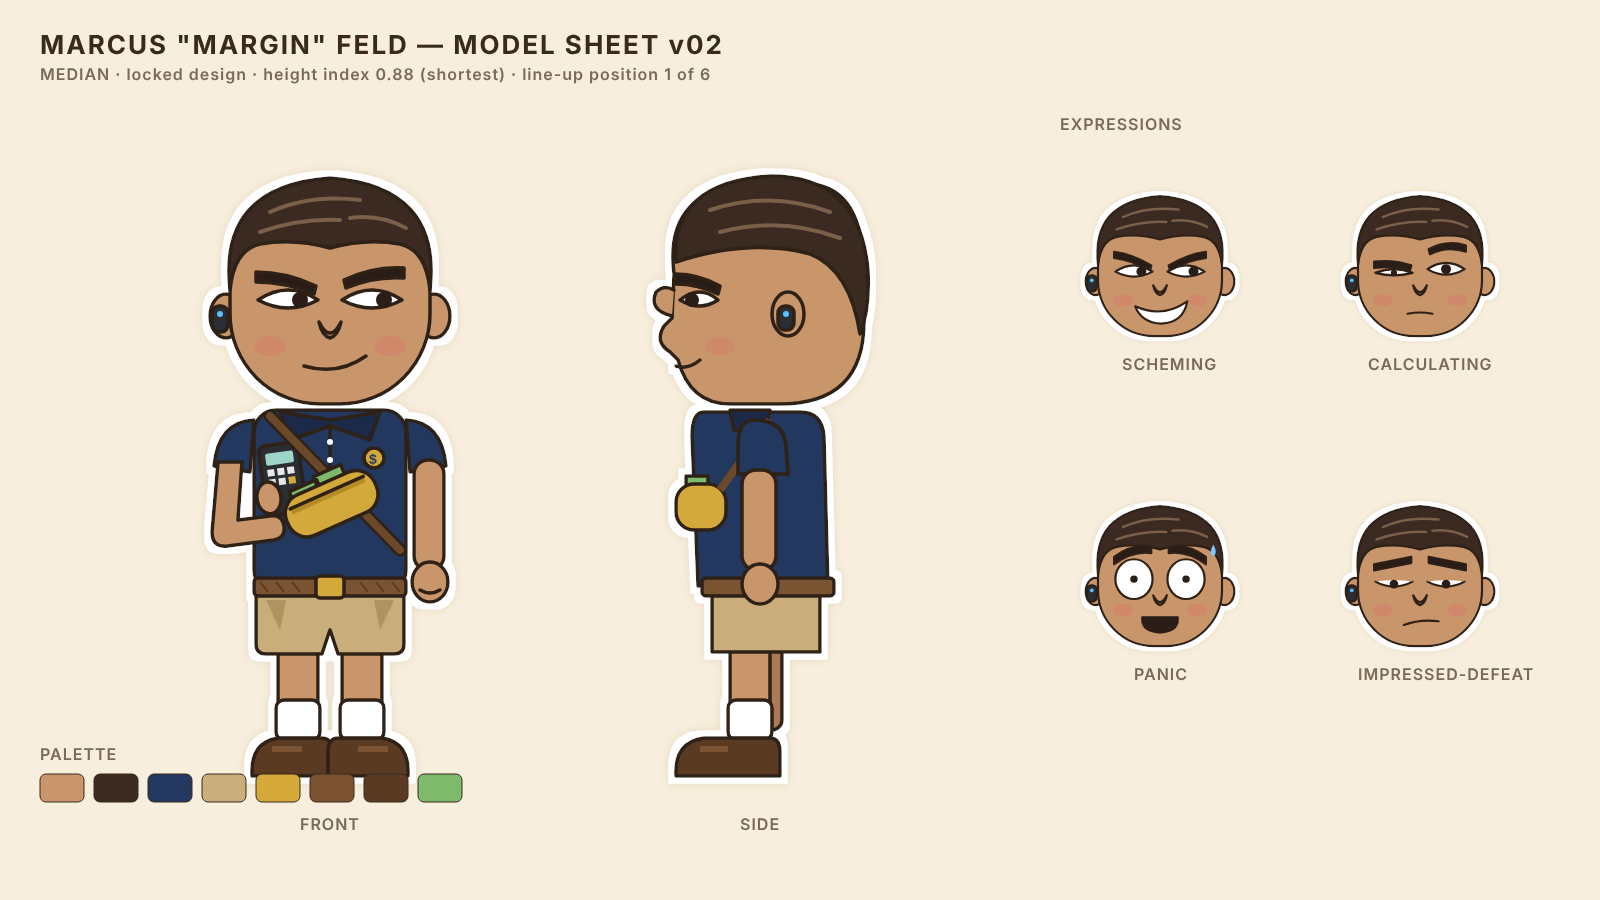 MARCUS "MARGIN" FELD — MODEL SHEET v02
MEDIAN · locked design · height index 0.88 (shortest) · line-up position 1 of 6
EXPRESSIONS
SCHEMING
CALCULATING
$
PANIC
IMPRESSED-DEFEAT
PALETTE
FRONT
SIDE